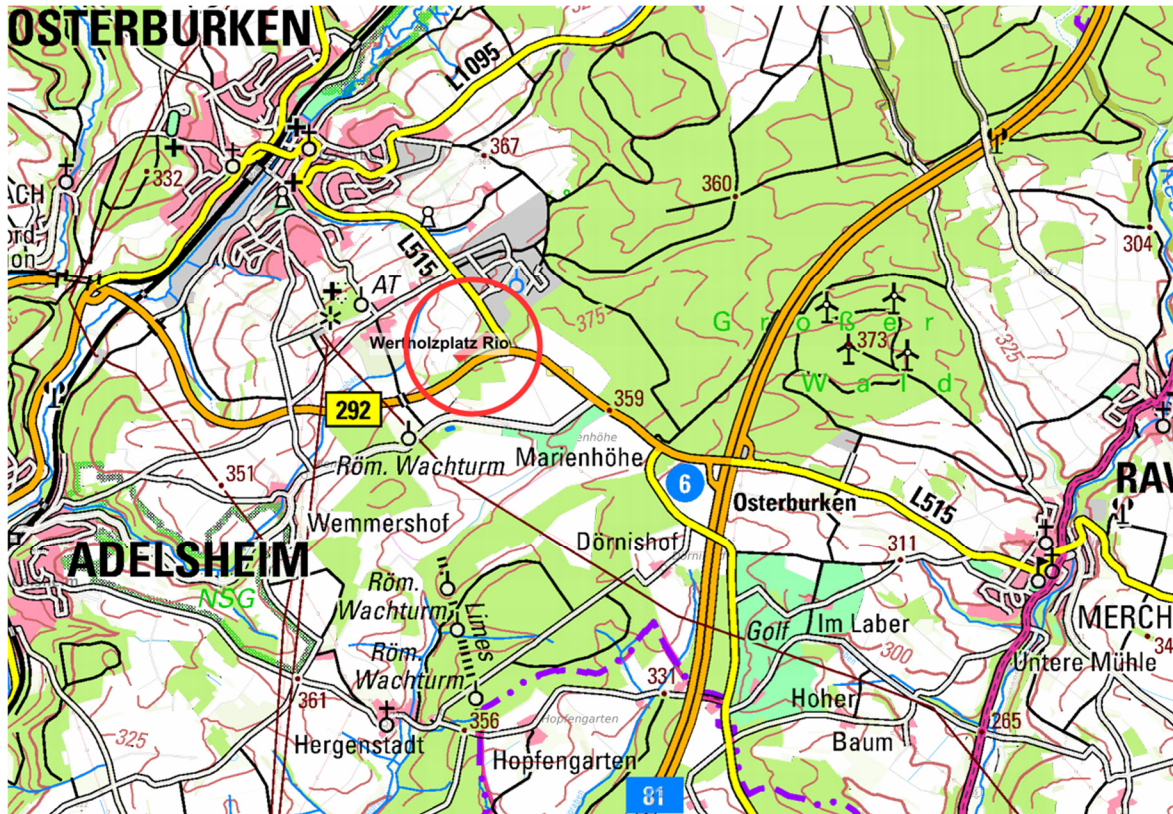 OSTERBURKEN
L1095
367
332
360
304
ACH
L515
AT
375
Großer
373
Wald
325
Wertholzplatz Rio
292
359
Marienhöhe
Röm. Wachturm
351
6
Osterburken
L515
RAV
Wemmershof
ADELSHEIM
NSG
Dörnishof
311
Röm.
Wachturm
Limes
Röm.
Wachturm
Golf
Im Laber
300
MERCH
Untere Mühle
34
331
361
356
Hopfengarten
Hoher
Baum
265
325
Hergenstadt
Hopfengarten
81